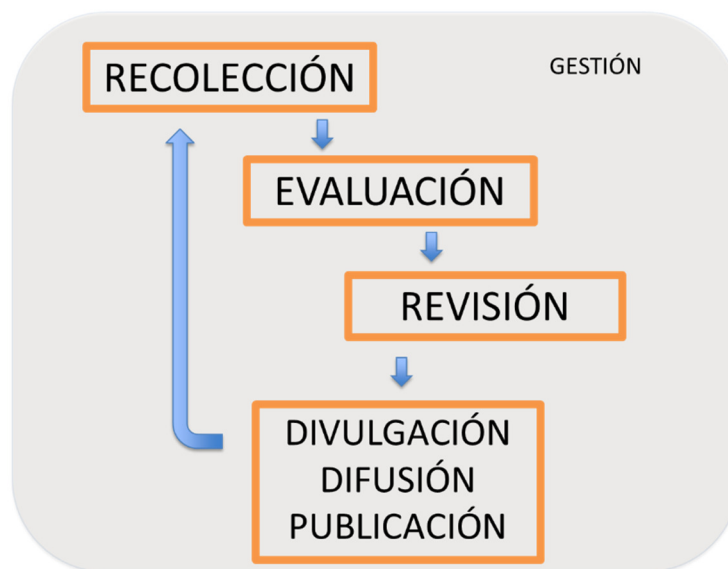 RECOLECCIÓN
GESTIÓN
EVALUACIÓN
REVISIÓN
DIVULGACIÓN
DIFUSIÓN
PUBLICACIÓN